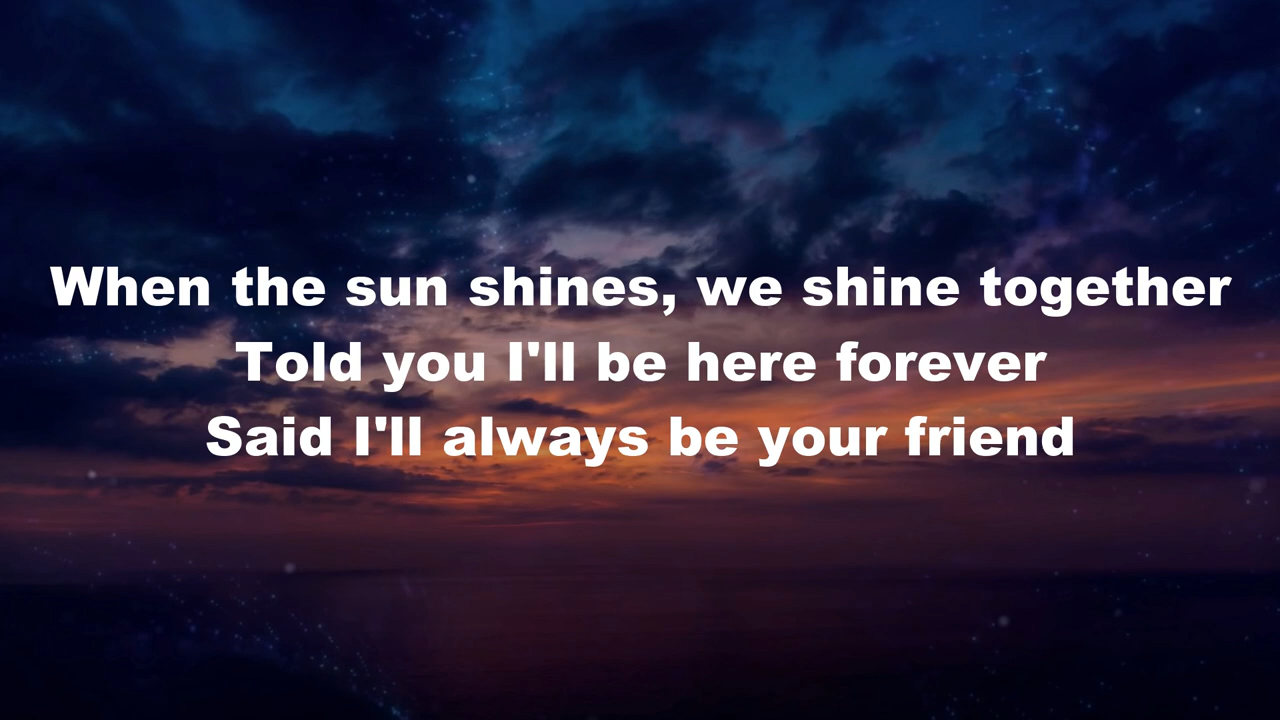 When the sun shines, we shine together
Told you I'll be here forever
Said I'll always be your friend